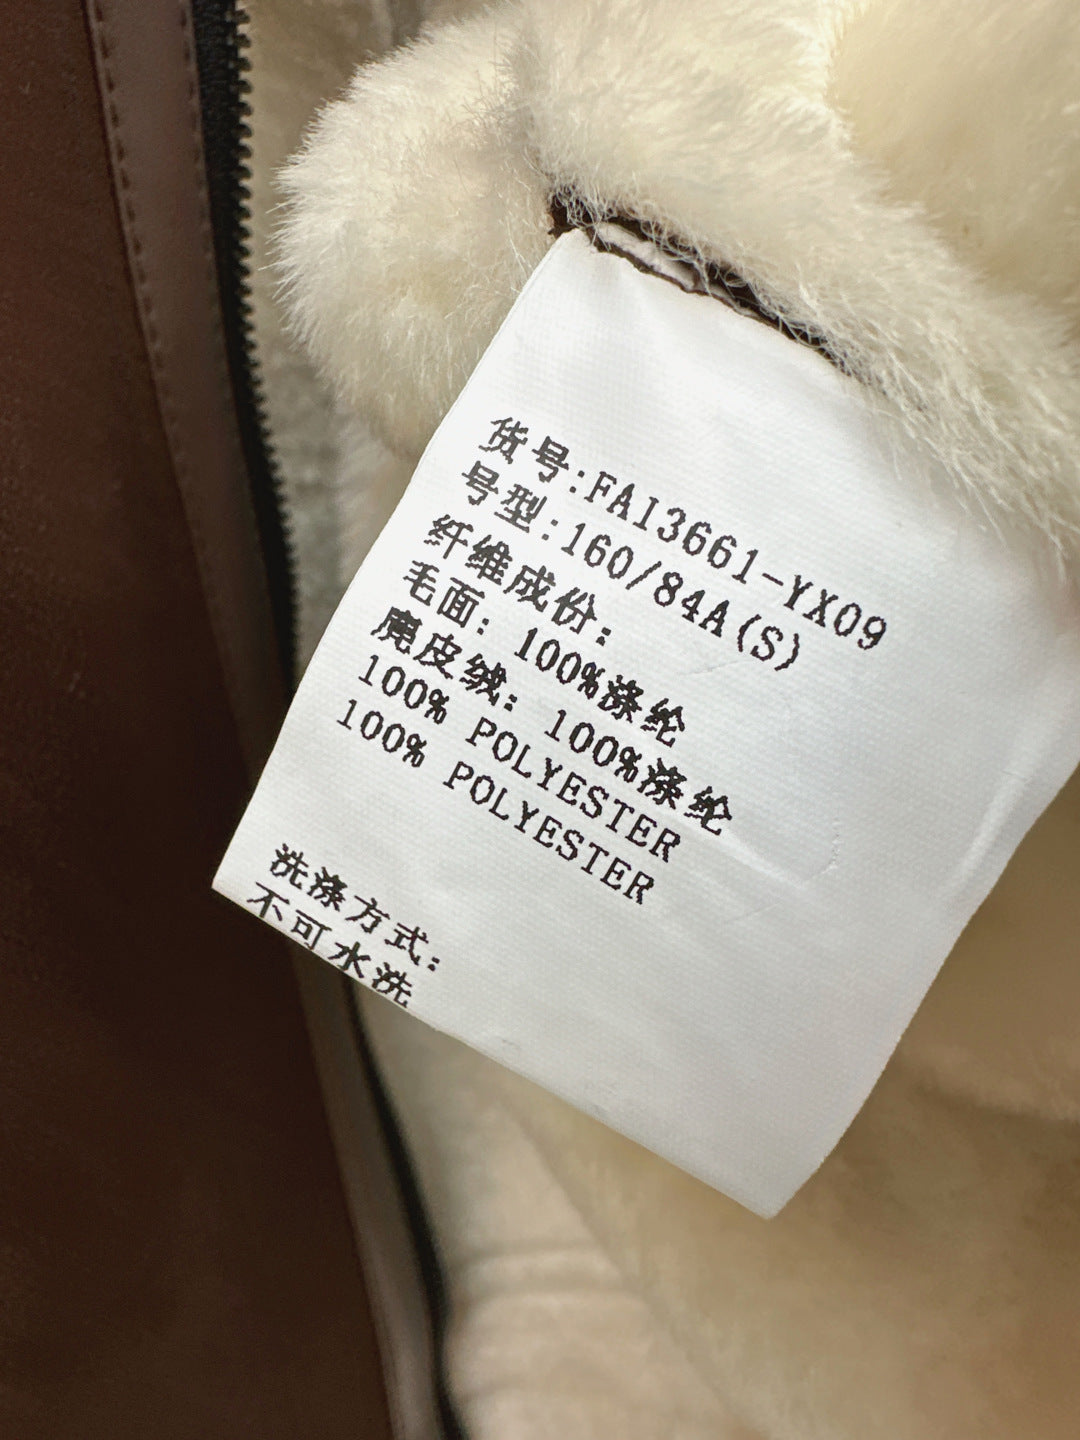 货号:FAI3661-YX09
号型:160/84A(S)
纤维成份:
毛面: 100%涤纶
麂皮绒: 100%涤纶
100% POLYESTER
100% POLYESTER
洗涤方式:
不可水洗